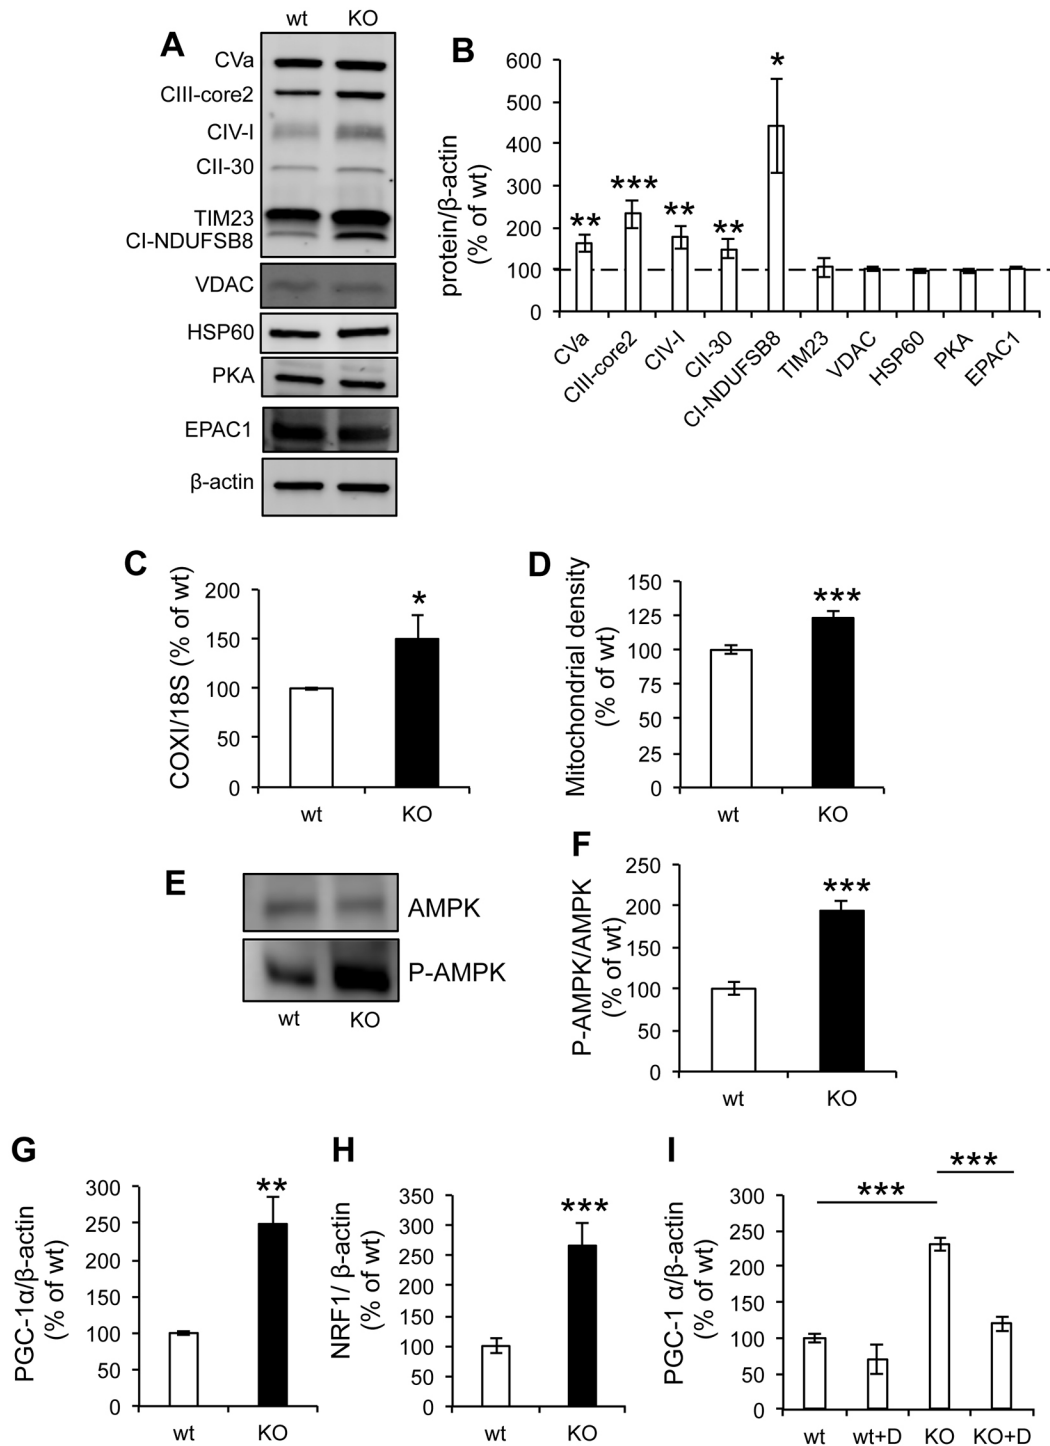 wt KO
A
CVa
CIII-core2
CIV-I
CII-30
TIM23
CI-NDUFSB8
VDAC
HSP60
PKA
EPAC1
β-actin
B
protein/β-actin
(% of wt)
600
500
400
300
200
100
0
**
***
**
**
*
CVa
CIII-core2
CIV-I
CII-30
CI-NDUFSB8
TIM23
VDAC
HSP60
PKA
EPAC1
C
COXI/18S (% of wt)
200
150
100
50
0
*
wt KO
D
Mitochondrial density
(% of wt)
150
125
100
75
50
25
0
***
wt KO
E
AMPK
P-AMPK
wt KO
F
P-AMPK/AMPK
(% of wt)
250
200
150
100
50
0
***
wt KO
G
PGC-1α/β-actin
(% of wt)
300
250
200
150
100
50
0
**
wt KO
H
NRF1/ β-actin
(% of wt)
350
300
250
200
150
100
50
0
***
wt KO
I
PGC-1 α/β-actin
(% of wt)
300
250
200
150
100
50
0
***
***
wt wt+D KO KO+D